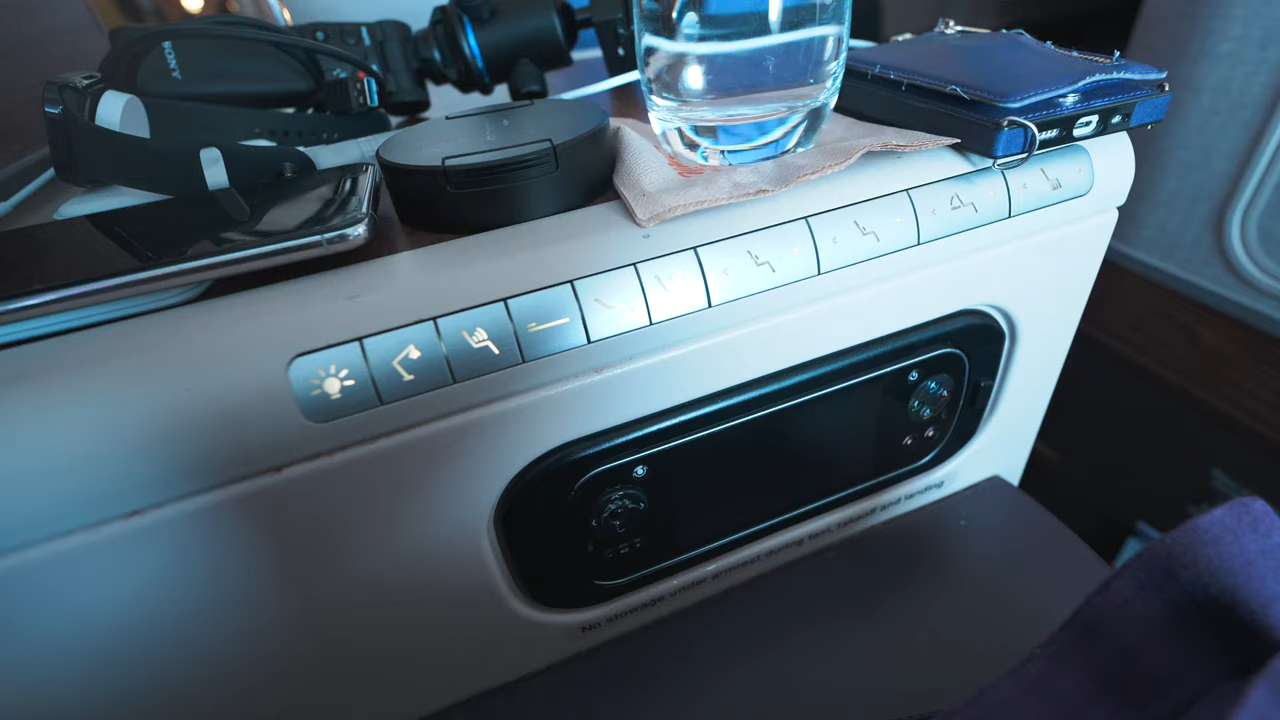 SONY
No stowage under armrest during taxi, takeoff and landing